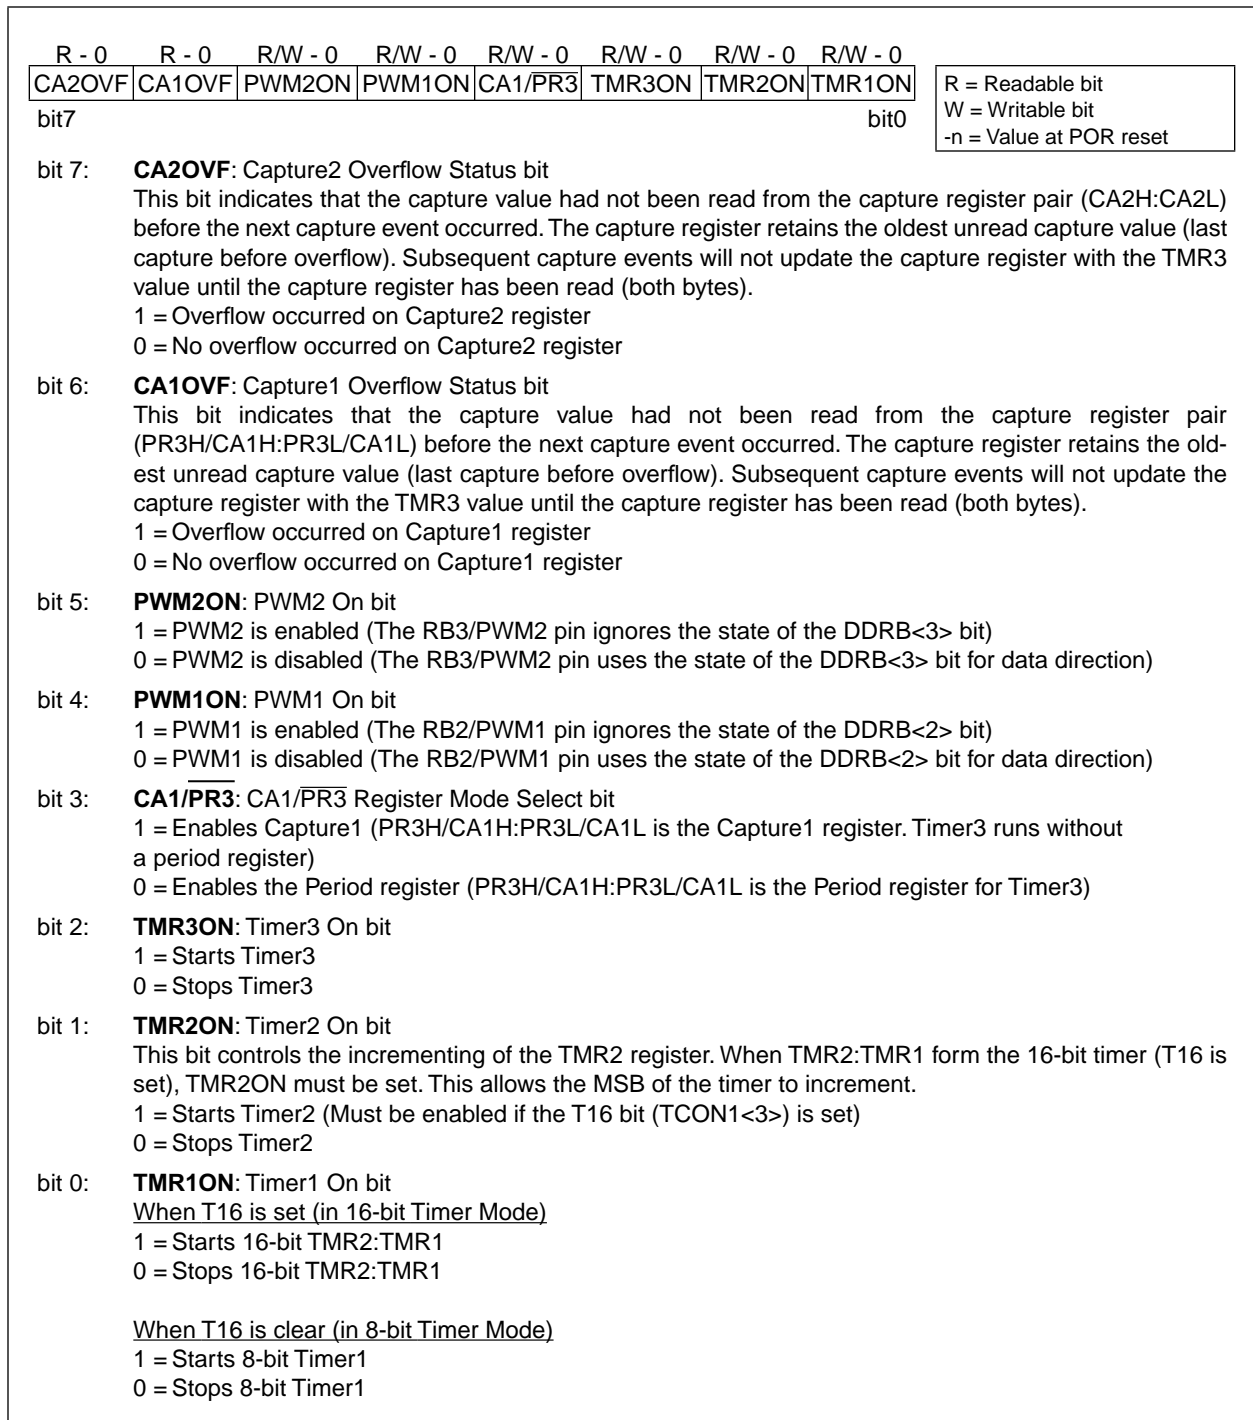 R - 0 R - 0 R/W - 0 R/W - 0 R/W - 0 R/W - 0 R/W - 0 R/W - 0
CA2OVF CA1OVF PWM2ON PWM1ON CA1/P̅R̅3̅ TMR3ON TMR2ON TMR1ON
bit7 bit0
R = Readable bit
W = Writable bit
-n = Value at POR reset
bit 7: CA2OVF: Capture2 Overflow Status bit
This bit indicates that the capture value had not been read from the capture register pair (CA2H:CA2L)
before the next capture event occurred. The capture register retains the oldest unread capture value (last
capture before overflow). Subsequent capture events will not update the capture register with the TMR3
value until the capture register has been read (both bytes).
1 = Overflow occurred on Capture2 register
0 = No overflow occurred on Capture2 register
bit 6: CA1OVF: Capture1 Overflow Status bit
This bit indicates that the capture value had not been read from the capture register pair
(PR3H/CA1H:PR3L/CA1L) before the next capture event occurred. The capture register retains the old-
est unread capture value (last capture before overflow). Subsequent capture events will not update the
capture register with the TMR3 value until the capture register has been read (both bytes).
1 = Overflow occurred on Capture1 register
0 = No overflow occurred on Capture1 register
bit 5: PWM2ON: PWM2 On bit
1 = PWM2 is enabled (The RB3/PWM2 pin ignores the state of the DDRB<3> bit)
0 = PWM2 is disabled (The RB3/PWM2 pin uses the state of the DDRB<3> bit for data direction)
bit 4: PWM1ON: PWM1 On bit
1 = PWM1 is enabled (The RB2/PWM1 pin ignores the state of the DDRB<2> bit)
0 = PWM1 is disabled (The RB2/PWM1 pin uses the state of the DDRB<2> bit for data direction)
bit 3: CA1/P̅R̅3̅: CA1/P̅R̅3̅ Register Mode Select bit
1 = Enables Capture1 (PR3H/CA1H:PR3L/CA1L is the Capture1 register. Timer3 runs without
a period register)
0 = Enables the Period register (PR3H/CA1H:PR3L/CA1L is the Period register for Timer3)
bit 2: TMR3ON: Timer3 On bit
1 = Starts Timer3
0 = Stops Timer3
bit 1: TMR2ON: Timer2 On bit
This bit controls the incrementing of the TMR2 register. When TMR2:TMR1 form the 16-bit timer (T16 is
set), TMR2ON must be set. This allows the MSB of the timer to increment.
1 = Starts Timer2 (Must be enabled if the T16 bit (TCON1<3>) is set)
0 = Stops Timer2
bit 0: TMR1ON: Timer1 On bit
When T16 is set (in 16-bit Timer Mode)
1 = Starts 16-bit TMR2:TMR1
0 = Stops 16-bit TMR2:TMR1
When T16 is clear (in 8-bit Timer Mode)
1 = Starts 8-bit Timer1
0 = Stops 8-bit Timer1